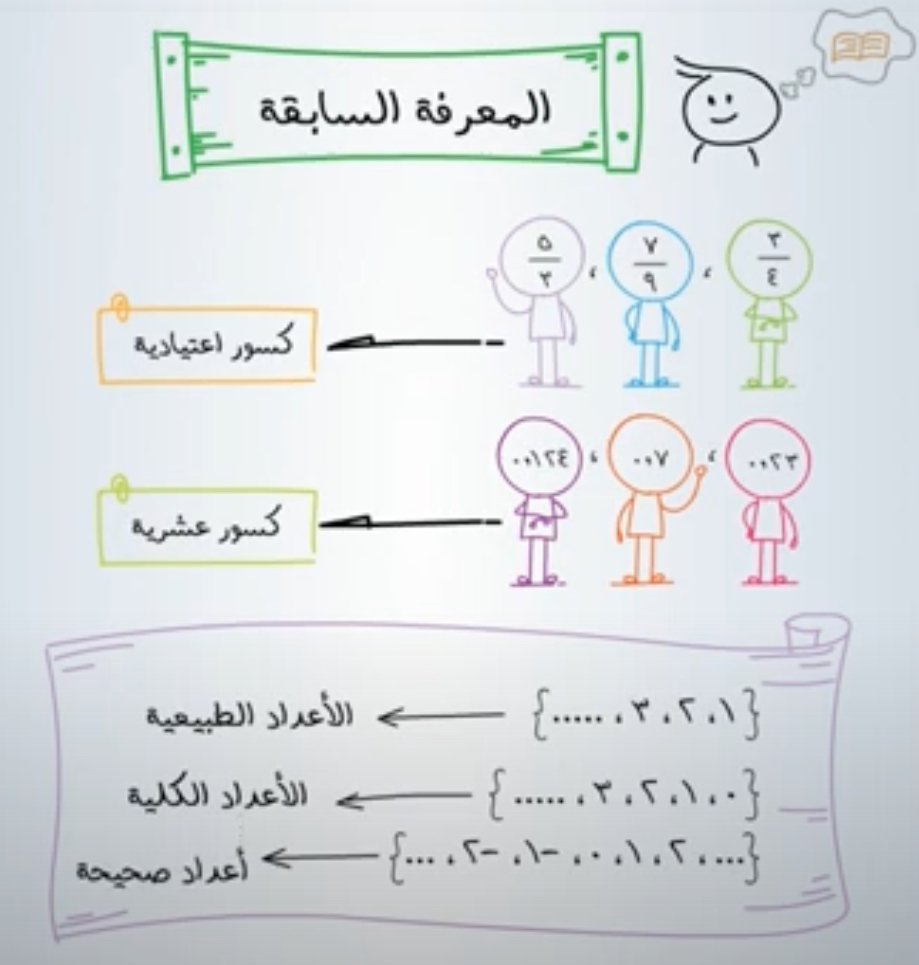 المعرفة السابقة
٣/٤ ، ٧/٩ ، ٥/٢
كسور اعتيادية
٠,٢٣ ، ٠,٧ ، ٠,١٢٤
كسور عشرية
{١، ٢، ٣، .....} ← الأعداد الطبيعية
{٠، ١، ٢، ٣، .....} ← الأعداد الكلية
{...، ٢، ١، ٠، -١، -٢، ...} ← أعداد صحيحة